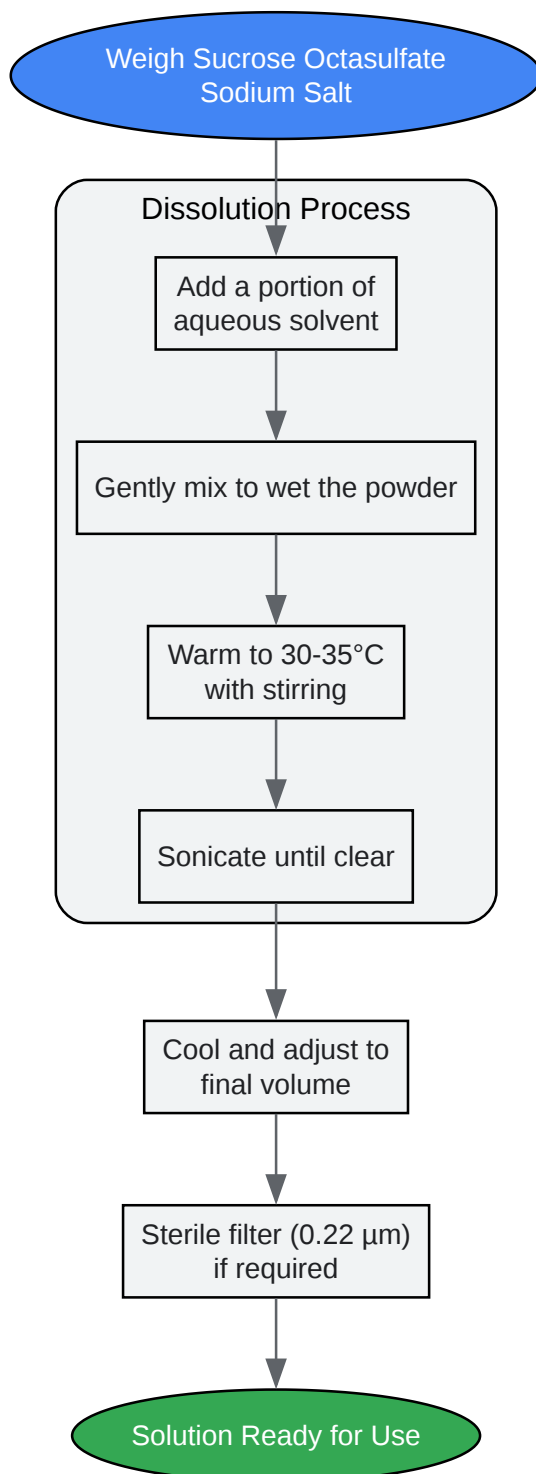 Weigh Sucrose Octasulfate
Sodium Salt
Dissolution Process
Add a portion of
aqueous solvent
Gently mix to wet the powder
Warm to 30-35°C
with stirring
Sonicate until clear
Cool and adjust to
final volume
Sterile filter (0.22 µm)
if required
Solution Ready for Use